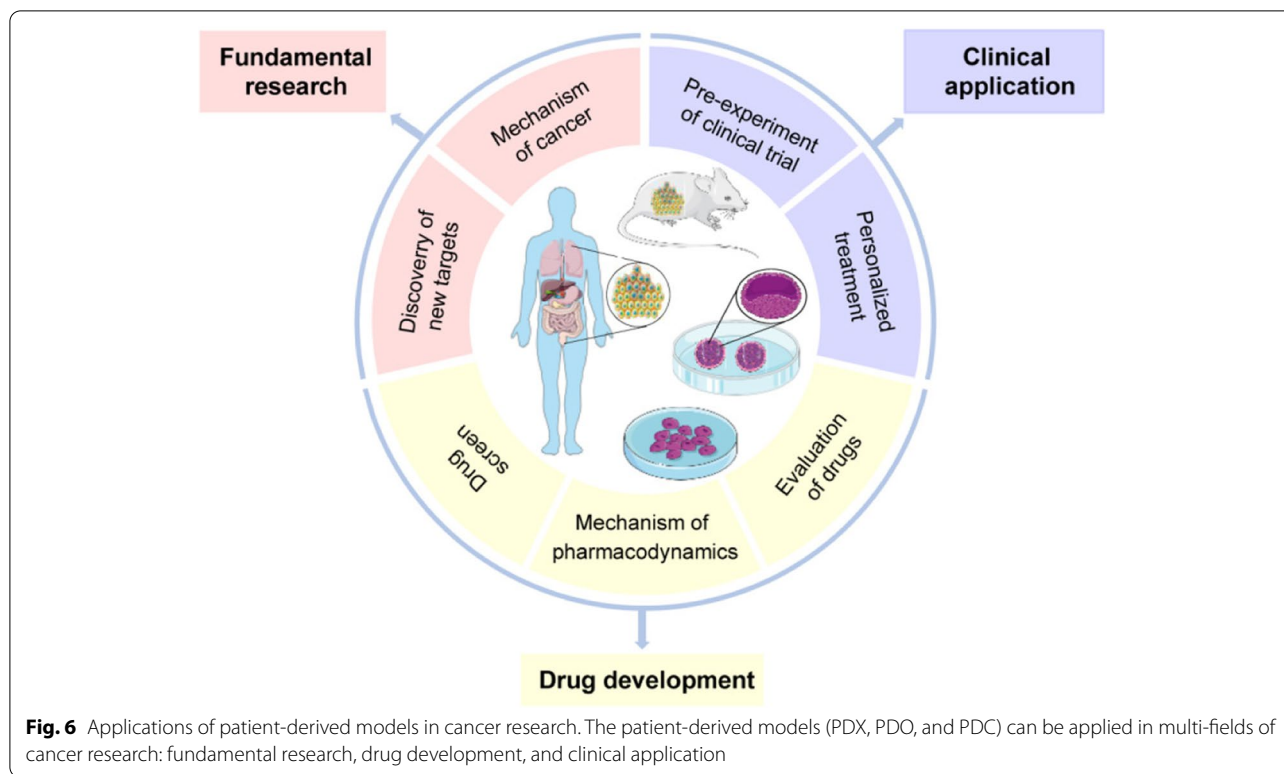 Fundamental
research
Clinical
application
Mechanism
of cancer
Pre-experiment
of clinical trial
Discovery of
new targets
Personalized
treatment
Drug
screen
Mechanism of
pharmacodynamics
Evaluation
of drugs
Drug development
Fig. 6 Applications of patient-derived models in cancer research. The patient-derived models (PDX, PDO, and PDC) can be applied in multi-fields of
cancer research: fundamental research, drug development, and clinical application